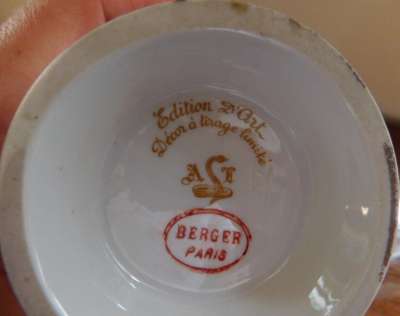 Edition D'Art
Décor à tirage limité
A L
BERGER
PARIS